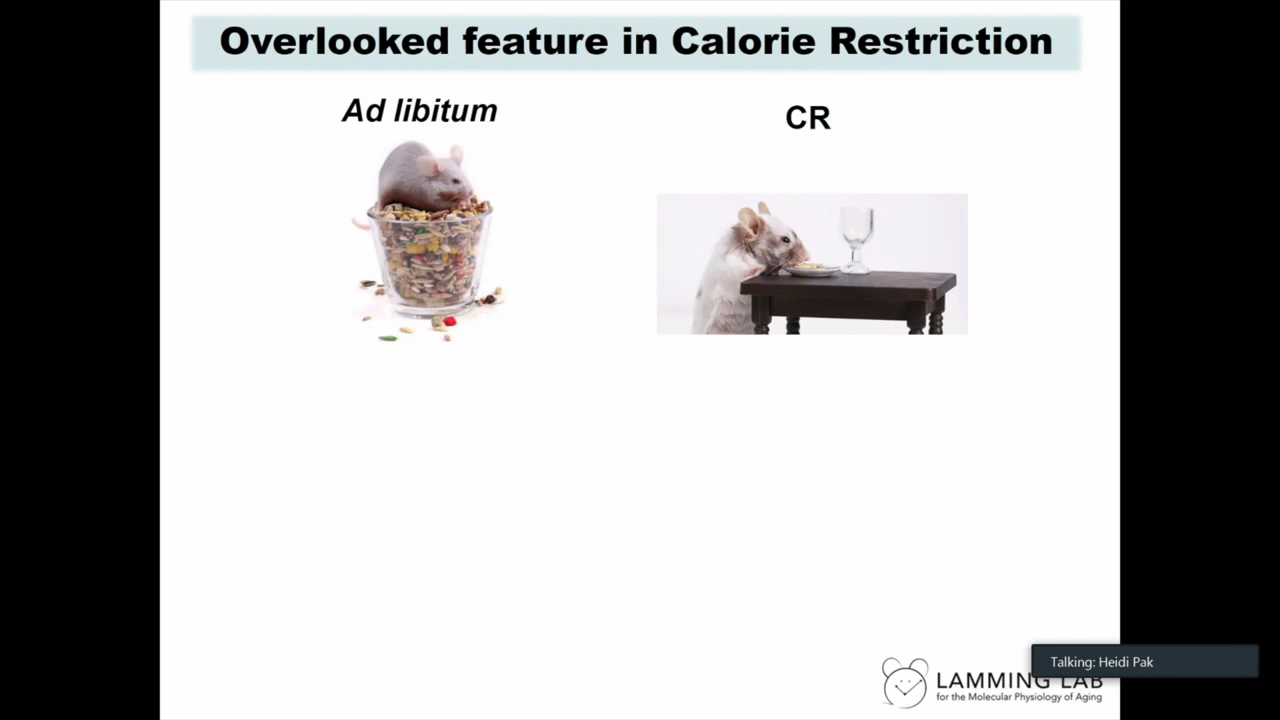 Overlooked feature in Calorie Restriction
Ad libitum
CR
Talking: Heidi Pak
LAMMING LAB
for the Molecular Physiology of Aging